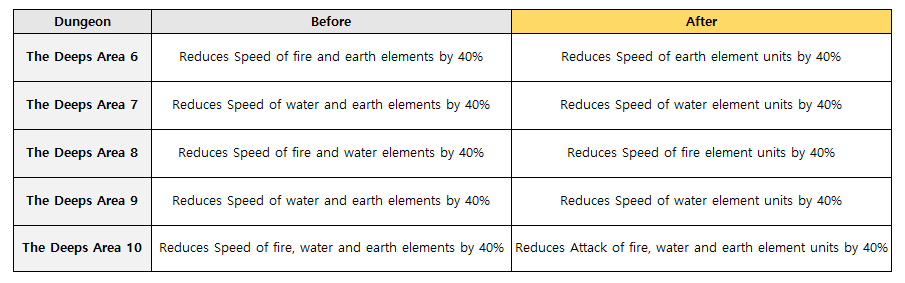 Dungeon Before After
The Deeps Area 6 Reduces Speed of fire and earth elements by 40% Reduces Speed of earth element units by 40%
The Deeps Area 7 Reduces Speed of water and earth elements by 40% Reduces Speed of water element units by 40%
The Deeps Area 8 Reduces Speed of fire and water elements by 40% Reduces Speed of fire element units by 40%
The Deeps Area 9 Reduces Speed of water and earth elements by 40% Reduces Speed of water element units by 40%
The Deeps Area 10 Reduces Speed of fire, water and earth elements by 40% Reduces Attack of fire, water and earth element units by 40%